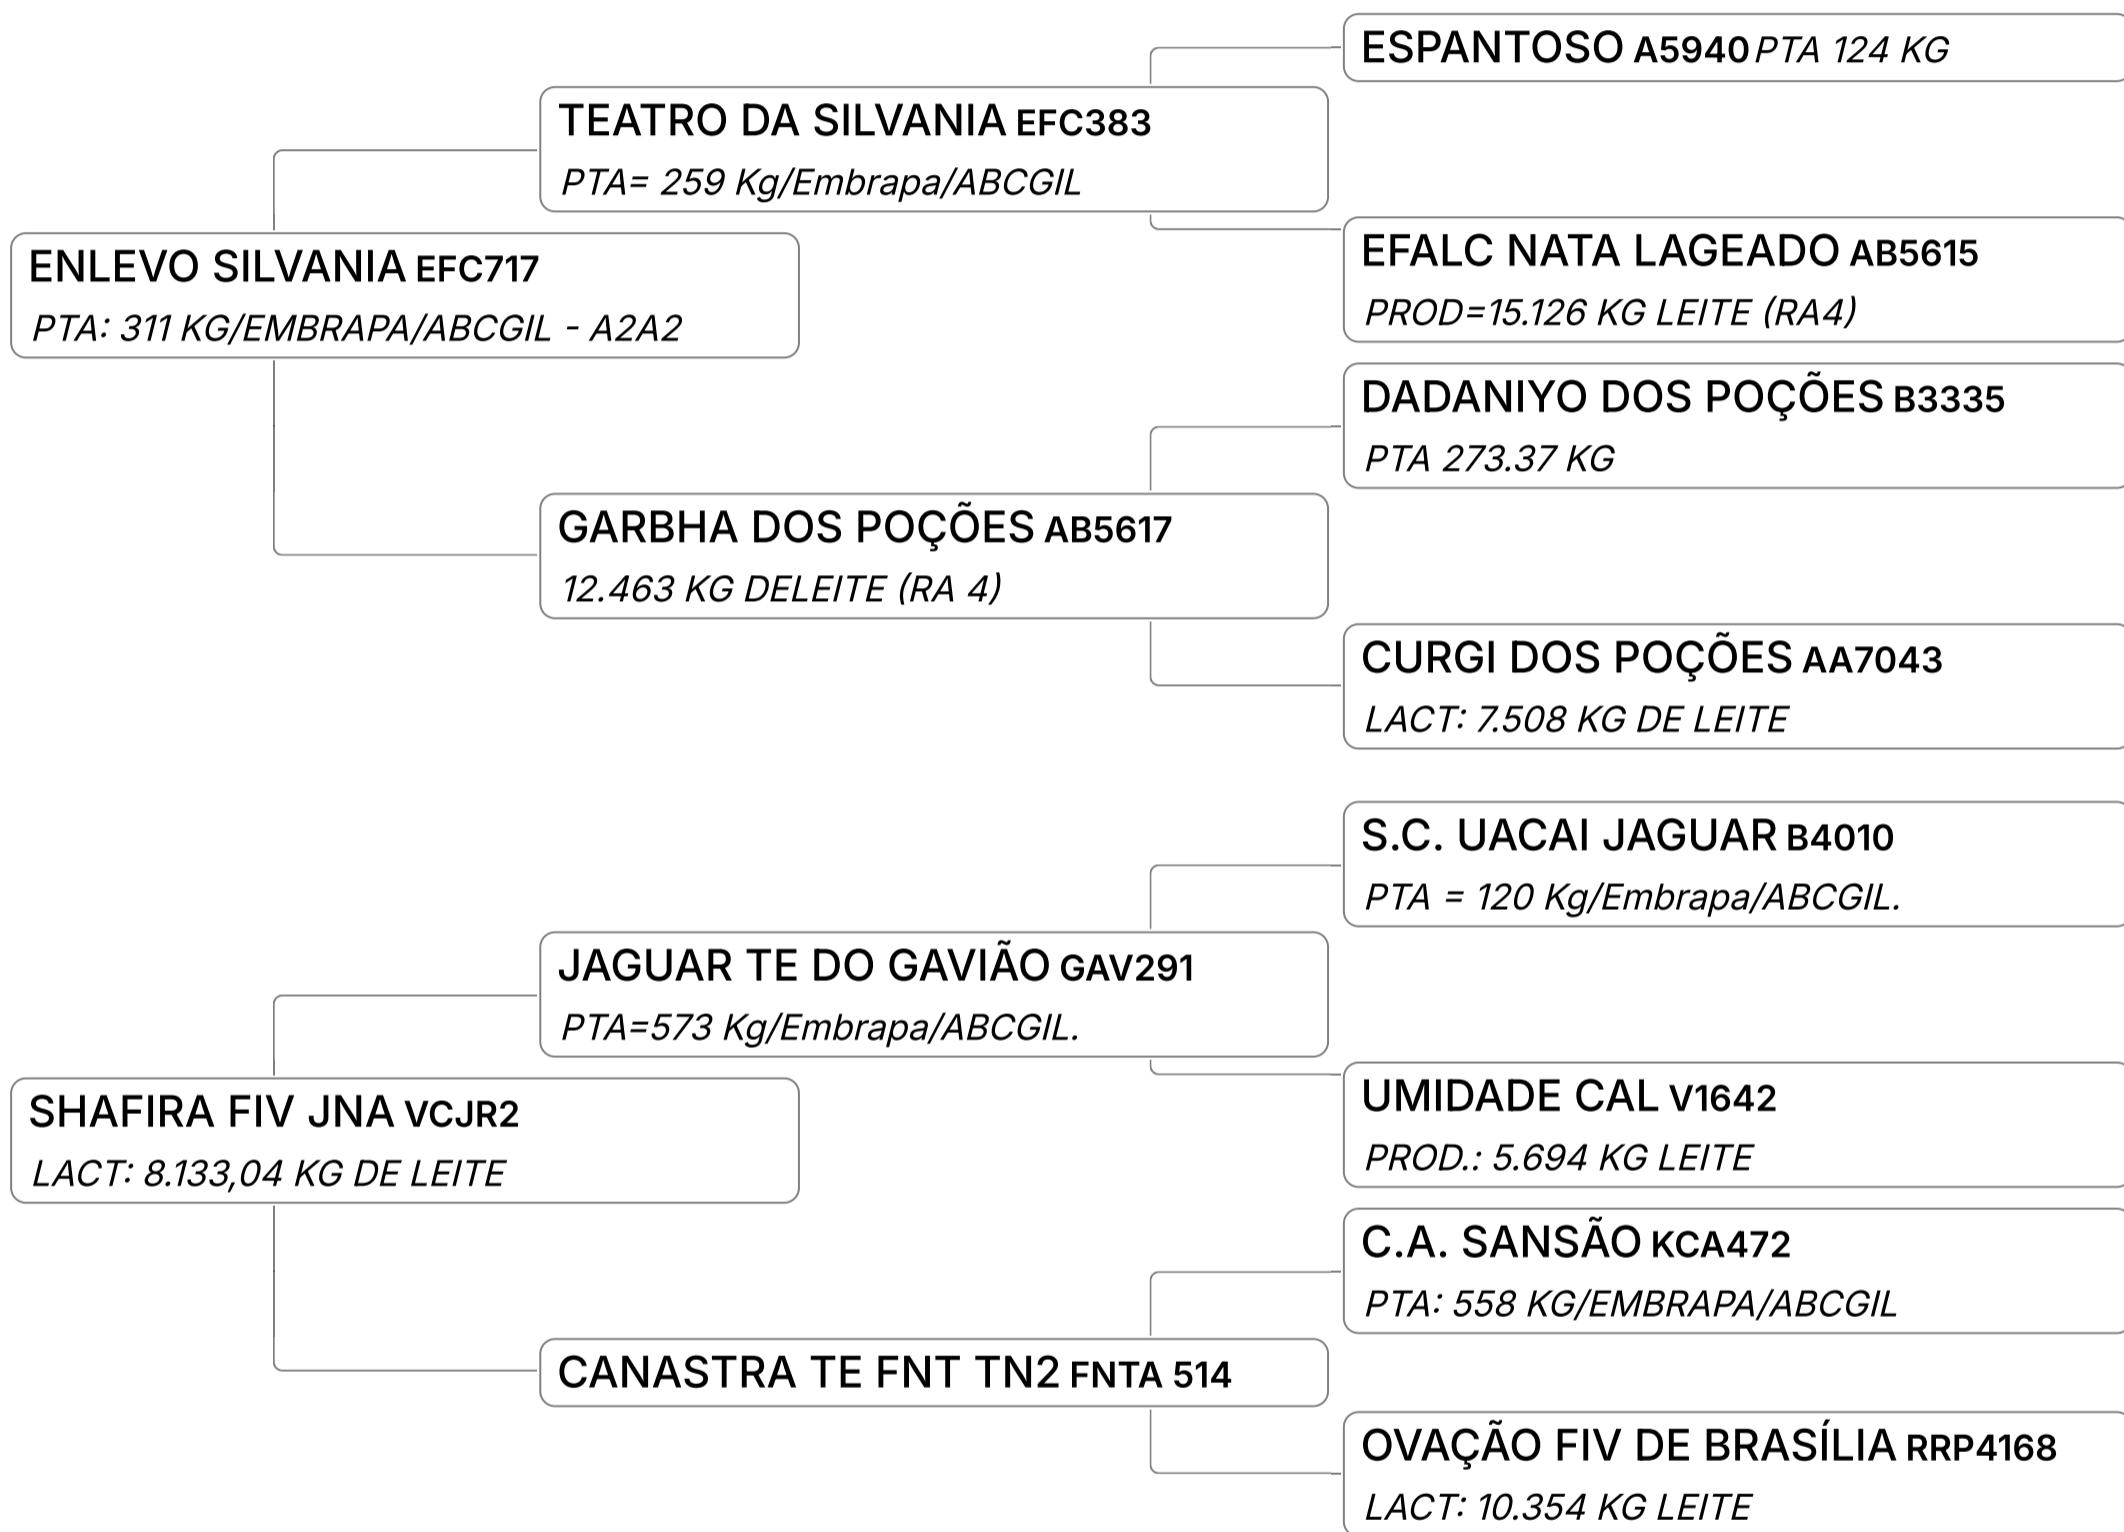 ESPANTOSO A5940 PTA 124 KG
TEATRO DA SILVANIA EFC383
PTA= 259 Kg/Embrapa/ABCGIL
EFALC NATA LAGEADO AB5615
PROD=15.126 KG LEITE (RA4)
ENLEVO SILVANIA EFC717
PTA: 311 KG/EMBRAPA/ABCGIL - A2A2
DADANIYO DOS POÇÕES B3335
PTA 273.37 KG
GARBHA DOS POÇÕES AB5617
12.463 KG DELEITE (RA 4)
CURGI DOS POÇÕES AA7043
LACT: 7.508 KG DE LEITE
S.C. UACAI JAGUAR B4010
PTA = 120 Kg/Embrapa/ABCGIL.
JAGUAR TE DO GAVIÃO GAV291
PTA=573 Kg/Embrapa/ABCGIL.
UMIDADE CAL V1642
PROD.: 5.694 KG LEITE
SHAFIRA FIV JNA VCJR2
LACT: 8.133,04 KG DE LEITE
C.A. SANSÃO KCA472
PTA: 558 KG/EMBRAPA/ABCGIL
CANASTRA TE FNT TN2 FNTA 514
OVAÇÃO FIV DE BRASÍLIA RRP4168
LACT: 10.354 KG LEITE